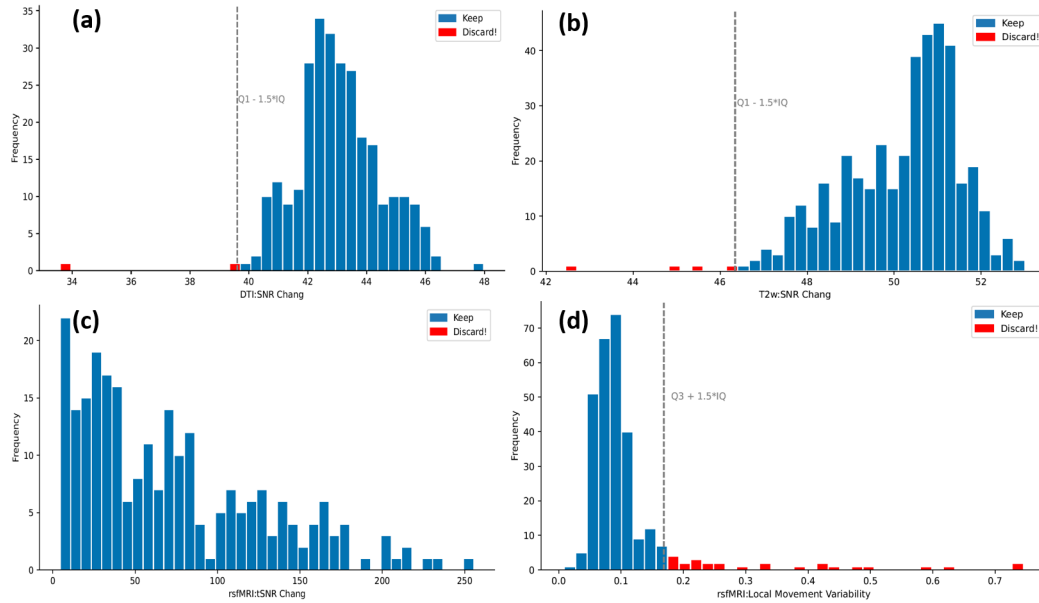 (a)
Keep
Discard!
Q1 - 1.5*IQ
Frequency
35
30
25
20
15
10
5
0
34 36 38 40 42 44 46 48
DTI:SNR Chang
(b)
Keep
Discard!
Q1 - 1.5*IQ
Frequency
40
30
20
10
0
42 44 46 48 50 52
T2w:SNR Chang
(c)
Keep
Discard!
Frequency
20
15
10
5
0
0 50 100 150 200 250
rsfMRI:tSNR Chang
(d)
Keep
Discard!
Q3 + 1.5*IQ
Frequency
70
60
50
40
30
20
10
0
0.0 0.1 0.2 0.3 0.4 0.5 0.6 0.7
rsfMRI:Local Movement Variability